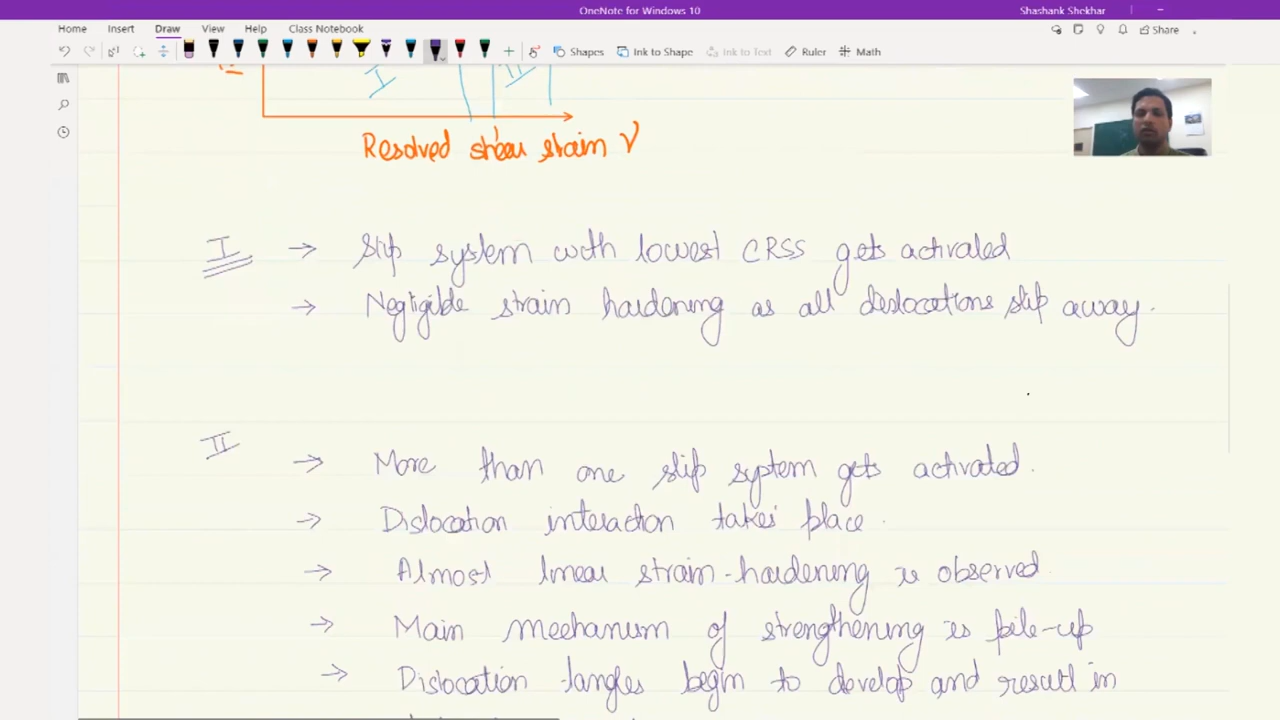 OneNote for Windows 10
Shashank Shekhar
Home Insert Draw View Help Class Notebook
Share
Shapes Ink to Shape Ink to Text Ruler Math
I II
Resolved shear strain γ
I → Slip system with lowest CRSS gets activated
→ Negligible strain hardening as all dislocations slip away.
II → More than one slip system gets activated.
→ Dislocation interaction takes place.
→ Almost linear strain-hardening is observed
→ Main mechanism of strengthening is pile-up
→ Dislocation tangles begin to develop and result in